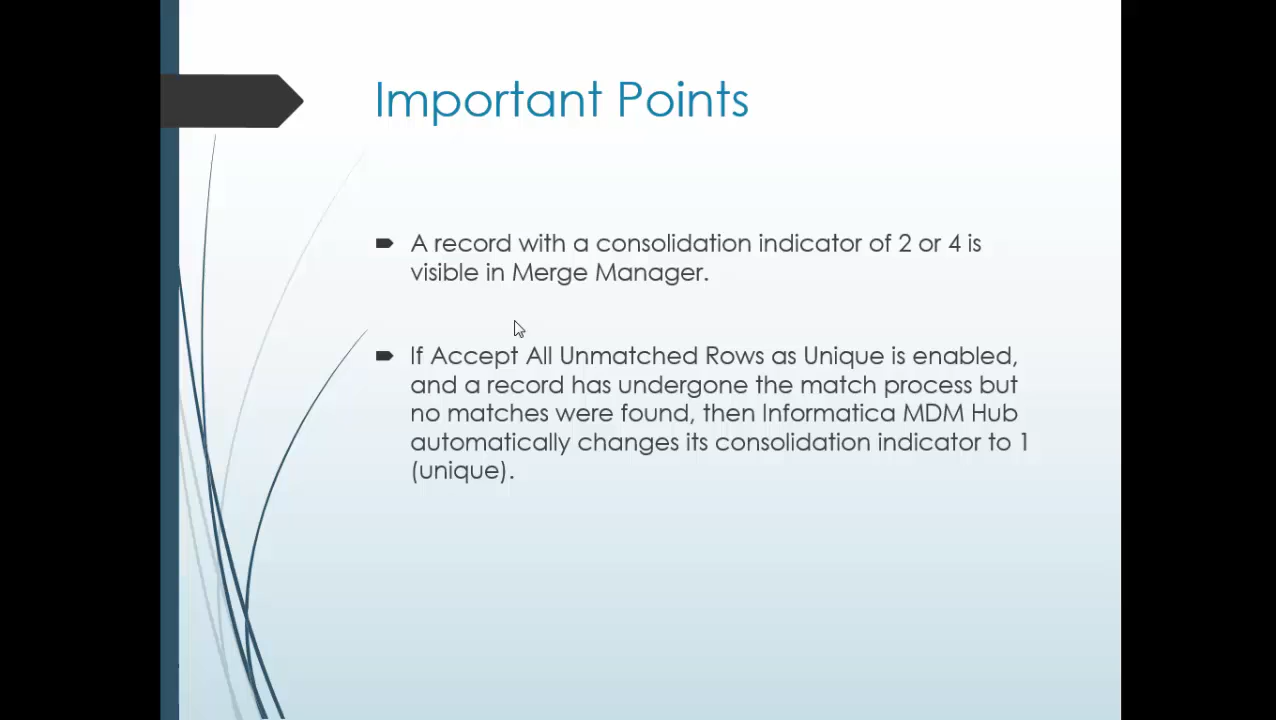 Important Points
A record with a consolidation indicator of 2 or 4 is
visible in Merge Manager.
If Accept All Unmatched Rows as Unique is enabled,
and a record has undergone the match process but
no matches were found, then Informatica MDM Hub
automatically changes its consolidation indicator to 1
(unique).